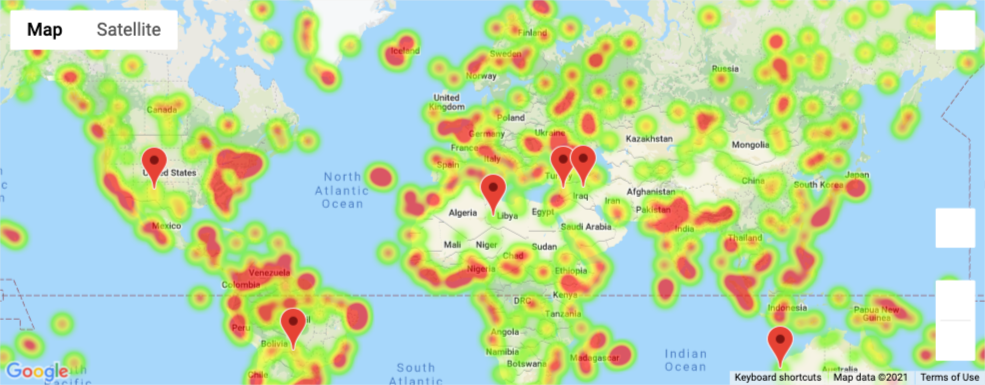 Map
Satellite
Iceland
Finland
Sweden
Norway
Russia
Canada
United
Kingdom
Poland
Germany
Ukraine
Kazakhstan
France
Mongolia
Italy
Spain
United States
North
Atlantic
Ocean
China
South Korea
Japan
Afghanistan
Iraq
Iran
Pakistan
Algeria
Libya
Egypt
Saudi Arabia
India
Mexico
Mali
Niger
Sudan
Chad
Thailand
Nigeria
Ethiopia
Venezuela
Colombia
DRC
Kenya
Indonesia
Papua New
Guinea
Tanzania
Peru
Bolivia
Angola
Namibia
Botswana
Madagascar
Indian
Ocean
South
Atlantic
Chile
Australia
Google
Keyboard shortcuts
Map data ©2021
Terms of Use